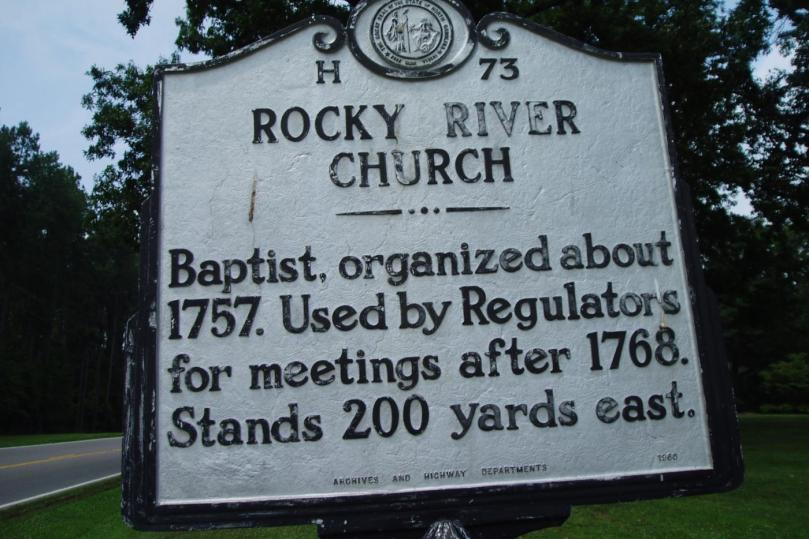 H 73
ROCKY RIVER
CHURCH
Baptist, organized about
1757. Used by Regulators
for meetings after 1768.
Stands 200 yards east.
ARCHIVES AND HIGHWAY DEPARTMENTS